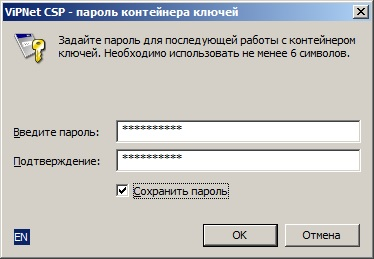 ViPNet CSP - пароль контейнера ключей
Задайте пароль для последующей работы с контейнером
ключей. Необходимо использовать не менее 6 символов.
Введите пароль: **********
Подтверждение: **********
Сохранить пароль
EN
OK
Отмена